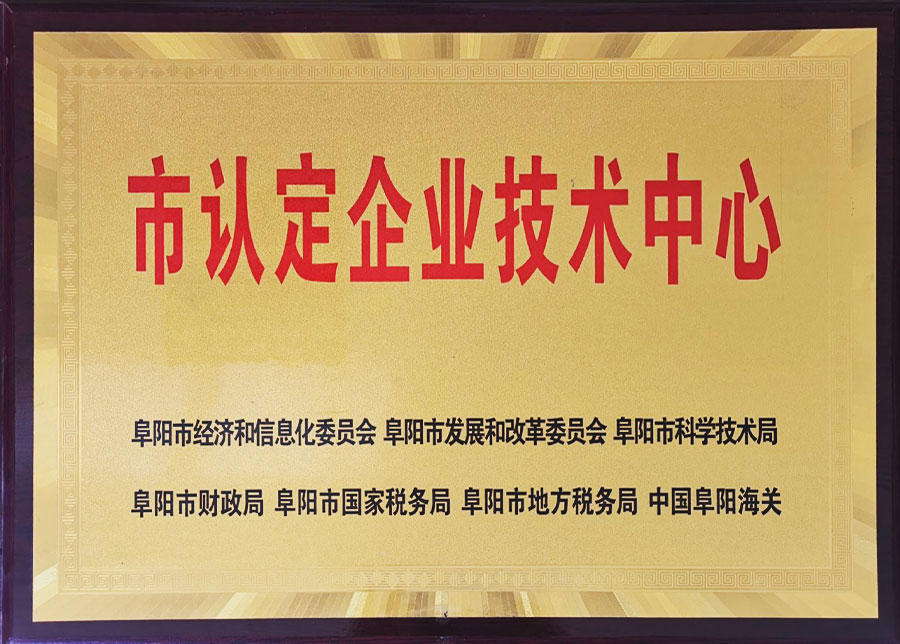 市认定企业技术中心
阜阳市经济和信息化委员会 阜阳市发展和改革委员会 阜阳市科学技术局
阜阳市财政局 阜阳市国家税务局 阜阳市地方税务局 中国阜阳海关